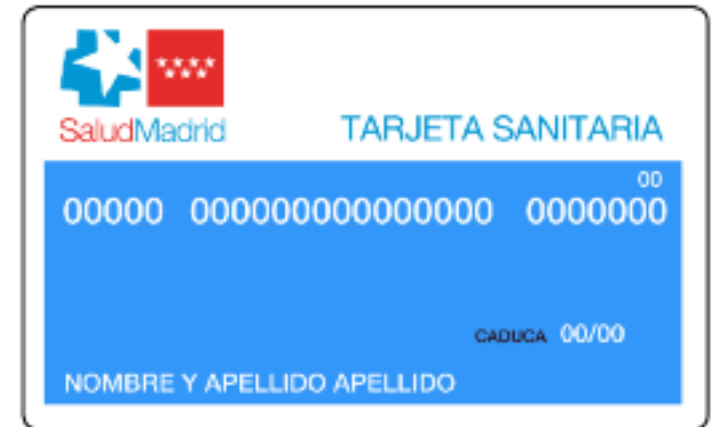 SaludMadrid
TARJETA SANITARIA
00
00000 000000000000000 0000000
CADUCA 00/00
NOMBRE Y APELLIDO APELLIDO